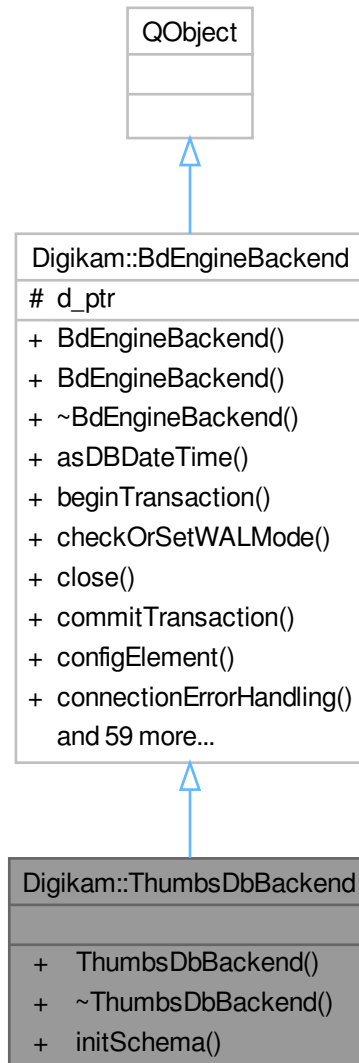 QObject
Digikam::BdEngineBackend
# d_ptr
+ BdEngineBackend()
+ BdEngineBackend()
+ ~BdEngineBackend()
+ asDBDateTime()
+ beginTransaction()
+ checkOrSetWALMode()
+ close()
+ commitTransaction()
+ configElement()
+ connectionErrorHandling()
and 59 more...
Digikam::ThumbsDbBackend
+ ThumbsDbBackend()
+ ~ThumbsDbBackend()
+ initSchema()